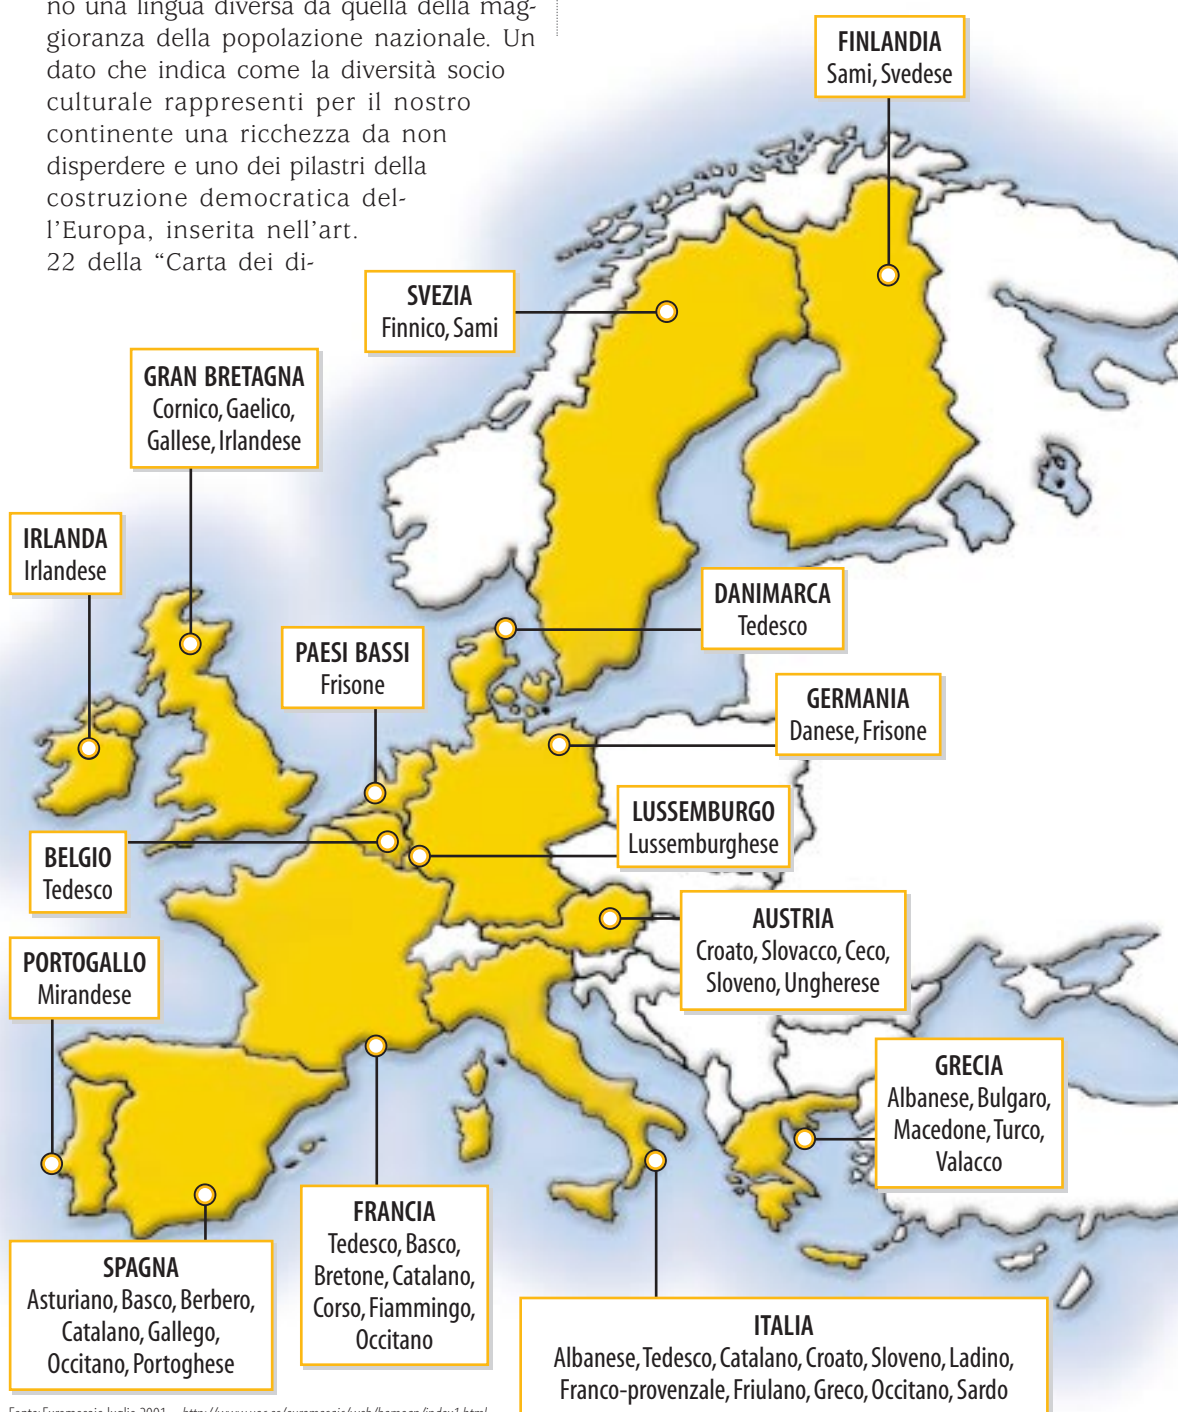 no una lingua diversa da quella della mag-
gioranza della popolazione nazionale. Un
dato che indica come la diversità socio
culturale rappresenti per il nostro
continente una ricchezza da non
disperdere e uno dei pilastri della
costruzione democratica del-
l'Europa, inserita nell'art.
22 della "Carta dei di-
FINLANDIA
Sami, Svedese
SVEZIA
Finnico, Sami
GRAN BRETAGNA
Cornico, Gaelico,
Gallese, Irlandese
IRLANDA
Irlandese
DANIMARCA
Tedesco
PAESI BASSI
Frisone
GERMANIA
Danese, Frisone
LUSSEMBURGO
Lussemburghese
BELGIO
Tedesco
AUSTRIA
Croato, Slovacco, Ceco,
Sloveno, Ungherese
PORTOGALLO
Mirandese
GRECIA
Albanese, Bulgaro,
Macedone, Turco,
Valacco
FRANCIA
Tedesco, Basco,
Bretone, Catalano,
Corso, Fiammingo,
Occitano
SPAGNA
Asturiano, Basco, Berbero,
Catalano, Gallego,
Occitano, Portoghese
ITALIA
Albanese, Tedesco, Catalano, Croato, Sloveno, Ladino,
Franco-provenzale, Friulano, Greco, Occitano, Sardo